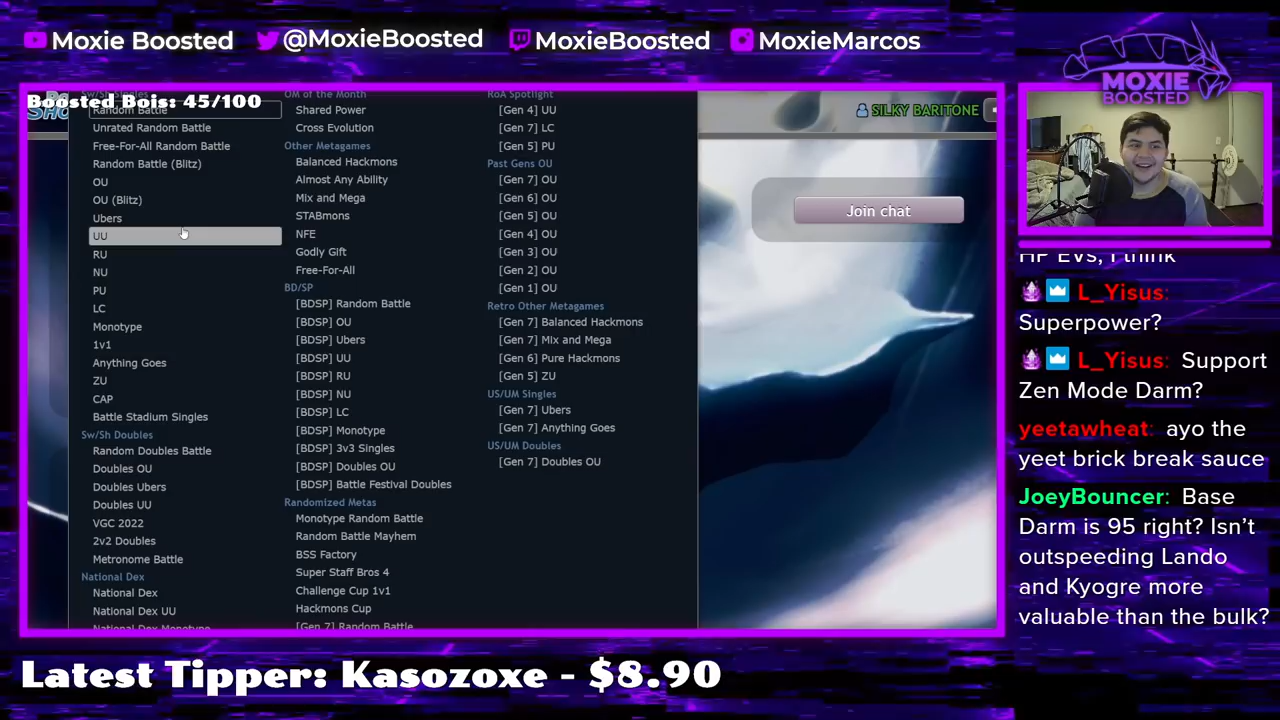 Moxie Boosted
@MoxieBoosted
MoxieBoosted
MoxieMarcos
MOXIE
BOOSTED
Boosted Bois: 45/100
SILKY BARITONE
Join chat
Random Battle
Unrated Random Battle
Free-For-All Random Battle
Random Battle (Blitz)
OU
OU (Blitz)
Ubers
UU
RU
NU
PU
LC
Monotype
1v1
Anything Goes
ZU
CAP
Battle Stadium Singles
Sw/Sh Doubles
Random Doubles Battle
Doubles OU
Doubles Ubers
Doubles UU
VGC 2022
2v2 Doubles
Metronome Battle
National Dex
National Dex
National Dex UU
National Dex Monotype
OM of the Month
Shared Power
Cross Evolution
Other Metagames
Balanced Hackmons
Almost Any Ability
Mix and Mega
STABmons
NFE
Godly Gift
Free-For-All
BD/SP
[BDSP] Random Battle
[BDSP] OU
[BDSP] Ubers
[BDSP] UU
[BDSP] RU
[BDSP] NU
[BDSP] LC
[BDSP] Monotype
[BDSP] 3v3 Singles
[BDSP] Doubles OU
[BDSP] Battle Festival Doubles
Randomized Metas
Monotype Random Battle
Random Battle Mayhem
BSS Factory
Super Staff Bros 4
Challenge Cup 1v1
Hackmons Cup
[Gen 7] Random Battle
RoA Spotlight
[Gen 4] UU
[Gen 7] LC
[Gen 5] PU
Past Gens OU
[Gen 7] OU
[Gen 6] OU
[Gen 5] OU
[Gen 4] OU
[Gen 3] OU
[Gen 2] OU
[Gen 1] OU
Retro Other Metagames
[Gen 7] Balanced Hackmons
[Gen 7] Mix and Mega
[Gen 6] Pure Hackmons
[Gen 5] ZU
US/UM Singles
[Gen 7] Ubers
[Gen 7] Anything Goes
US/UM Doubles
[Gen 7] Doubles OU
HP EVs, I think
L_Yisus:
Superpower?
L_Yisus: Support
Zen Mode Darm?
yeetawheat: ayo the
yeet brick break sauce
JoeyBouncer: Base
Darm is 95 right? Isn't
outspeeding Lando
and Kyogre more
valuable than the bulk?
Latest Tipper: Kasozoxe - $8.90